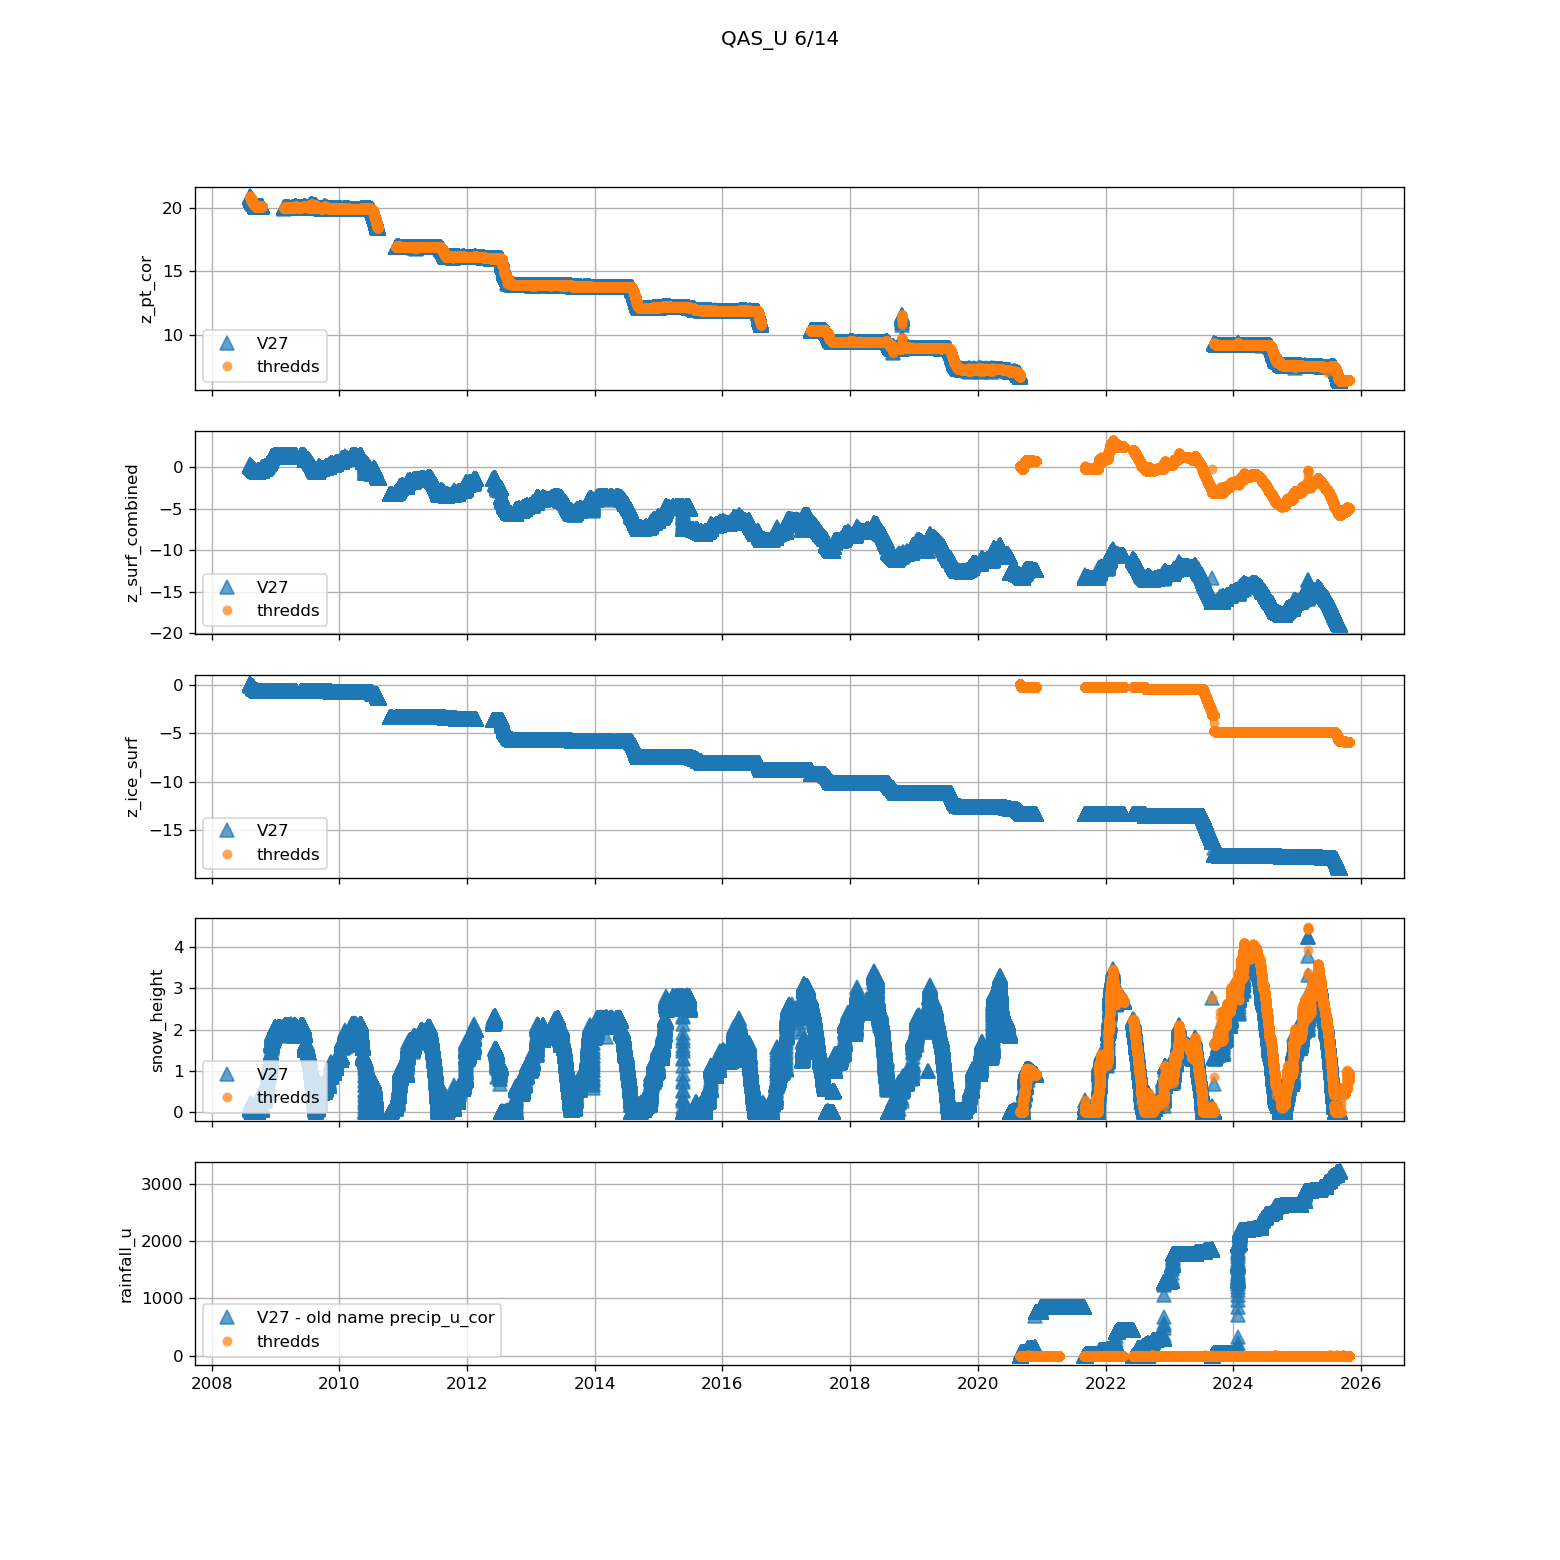 QAS_U 6/14
20
15
10
z_pt_cor
V27
thredds
0
−5
−10
−15
−20
z_surf_combined
V27
thredds
0
−5
−10
−15
z_ice_surf
V27
thredds
4
3
2
1
0
snow_height
V27
thredds
3000
2000
1000
0
rainfall_u
V27 - old name precip_u_cor
thredds
2008 2010 2012 2014 2016 2018 2020 2022 2024 2026